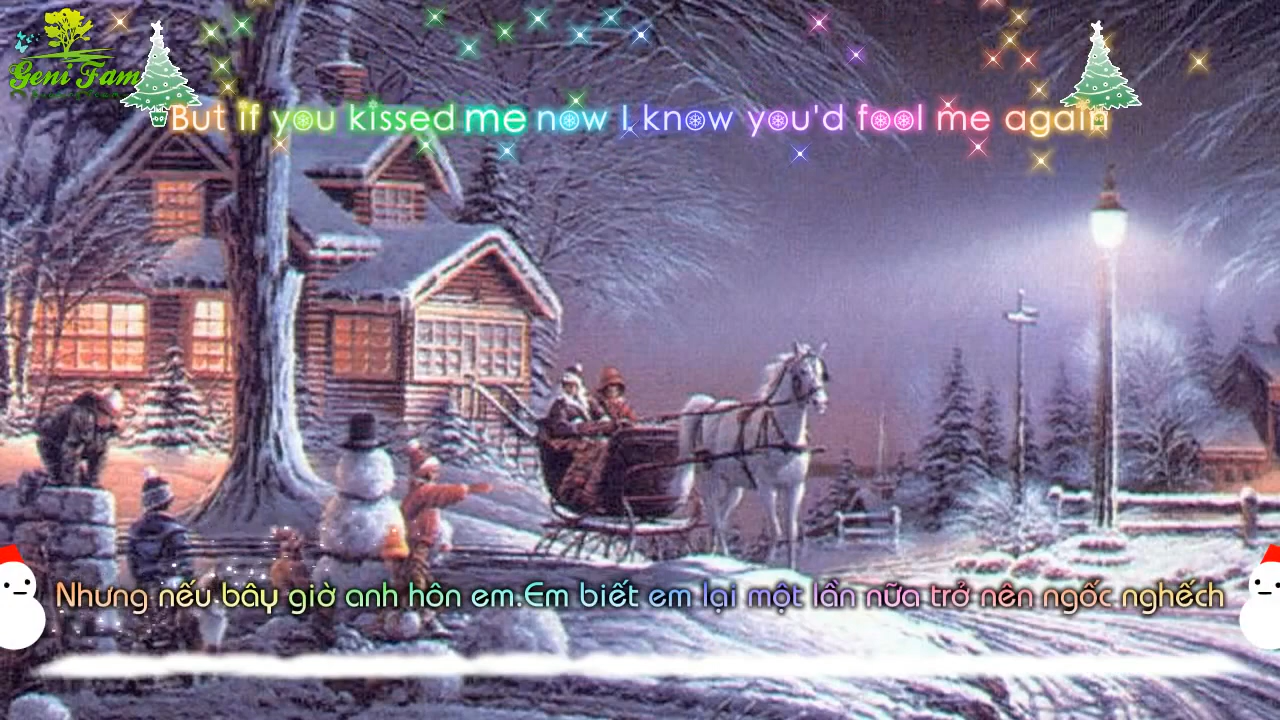 Geni Fam
But if you kissed me now I know you'd fool me again
Nhưng nếu bây giờ anh hôn em.Em biết em lại một lần nữa trở nên ngốc nghếch